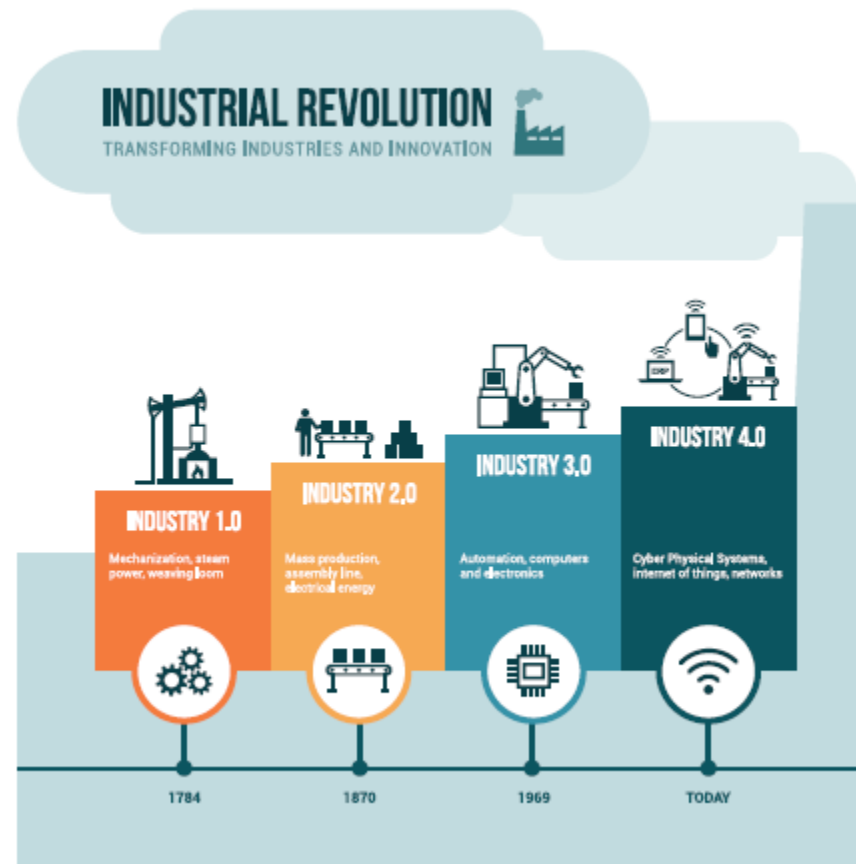 INDUSTRIAL REVOLUTION
TRANSFORMING INDUSTRIES AND INNOVATION
INDUSTRY 1.0
Mechanization, steam
power, weaving loom
INDUSTRY 2.0
Mass production,
assembly line,
electrical energy
INDUSTRY 3.0
Automation, computers
and electronics
ERP
INDUSTRY 4.0
Cyber Physical Systems,
internet of things, networks
1784
1870
1969
TODAY